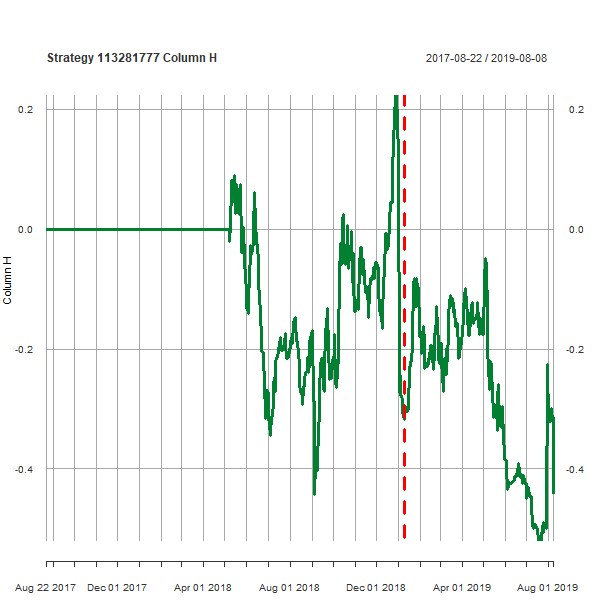 Strategy 113281777 Column H
2017-08-22 / 2019-08-08
0.2
0.2
0.0
0.0
-0.2
-0.2
-0.4
-0.4
Column H
Aug 22 2017
Dec 01 2017
Apr 01 2018
Aug 01 2018
Dec 01 2018
Apr 01 2019
Aug 01 2019